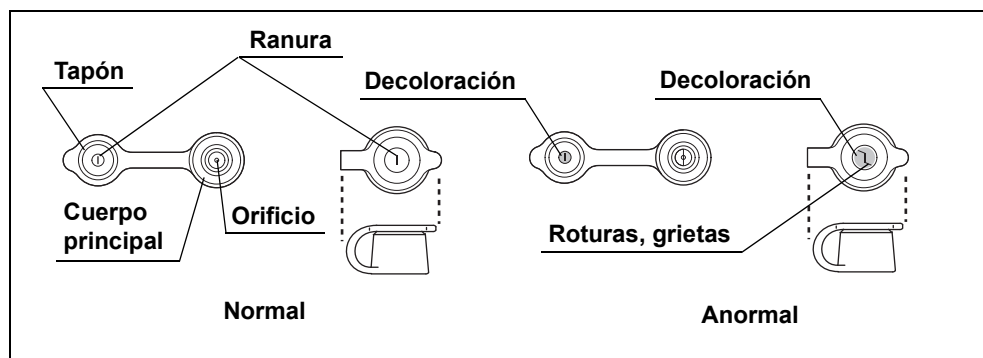 Ranura
Tapón
Decoloración
Decoloración
Cuerpo
principal
Orificio
Roturas, grietas
Normal
Anormal